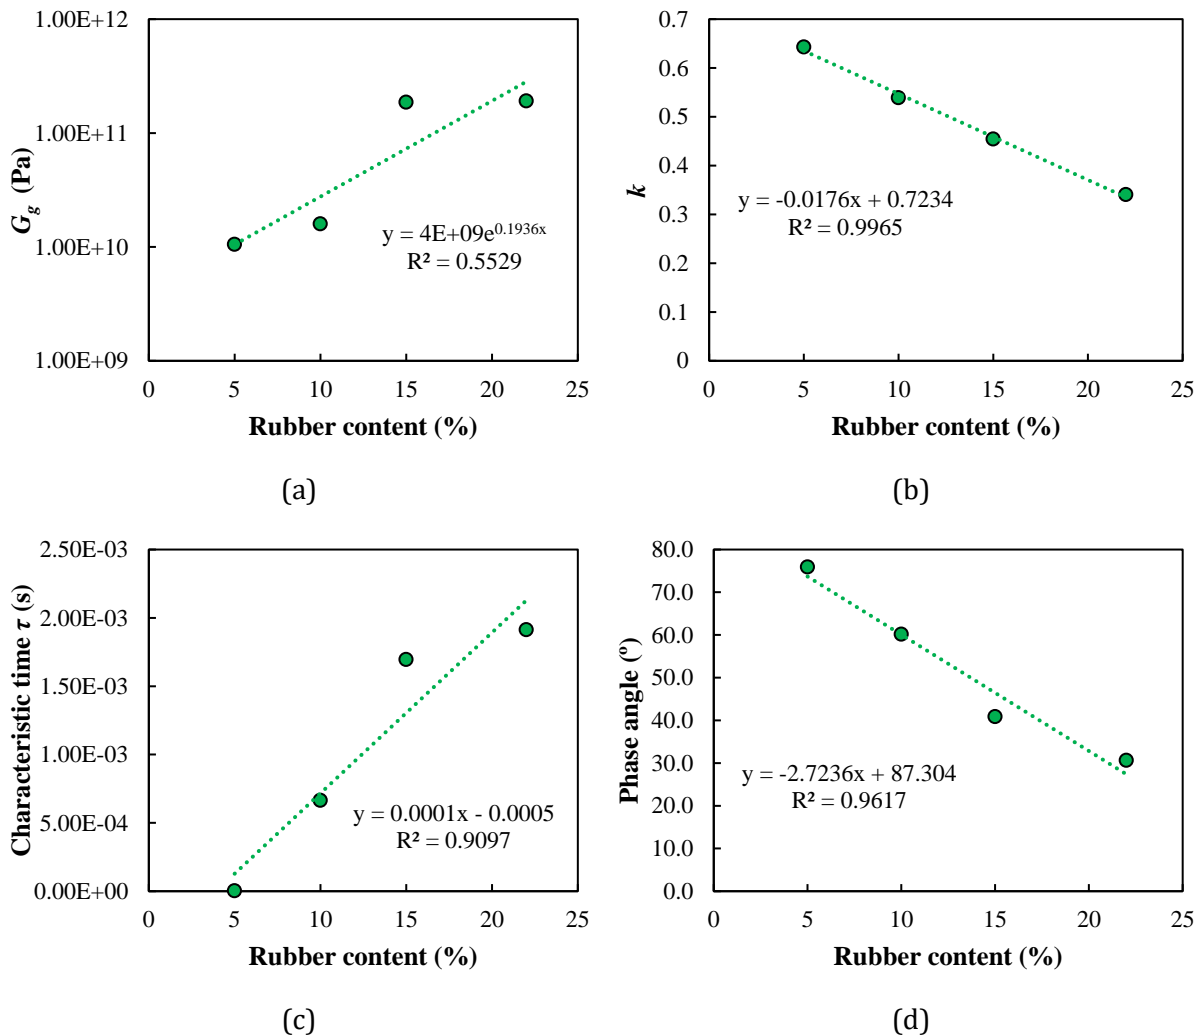 1.00E+12
1.00E+11
1.00E+10
1.00E+09
G_g (Pa)
y = 4E+09e^0.1936x
R² = 0.5529
0 5 10 15 20 25
Rubber content (%)
(a)
0.7
0.6
0.5
0.4
0.3
0.2
0.1
0
k
y = -0.0176x + 0.7234
R² = 0.9965
0 5 10 15 20 25
Rubber content (%)
(b)
2.50E-03
2.00E-03
1.50E-03
1.00E-03
5.00E-04
0.00E+00
Characteristic time τ (s)
y = 0.0001x - 0.0005
R² = 0.9097
0 5 10 15 20 25
Rubber content (%)
(c)
80.0
70.0
60.0
50.0
40.0
30.0
20.0
10.0
0.0
Phase angle (º)
y = -2.7236x + 87.304
R² = 0.9617
0 5 10 15 20 25
Rubber content (%)
(d)